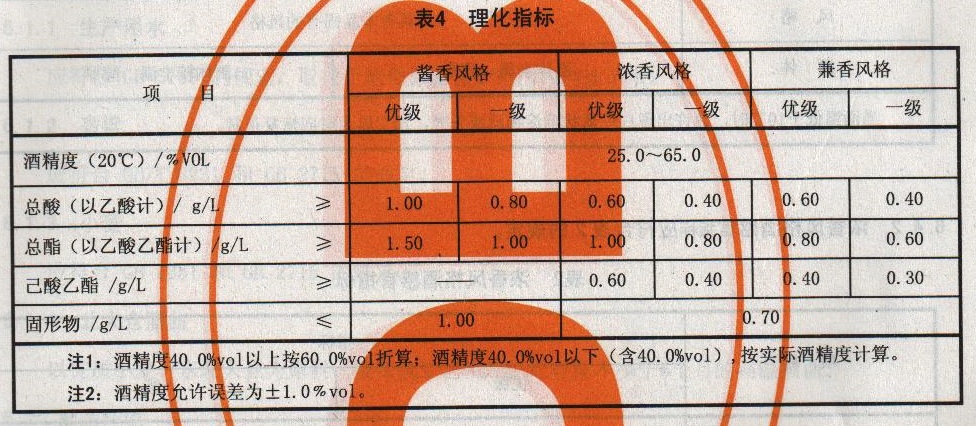 表4 理化指标
项 目 酱香风格 浓香风格 兼香风格
优级 一级 优级 一级 优级 一级
酒精度（20℃）/%VOL 25.0～65.0
总酸（以乙酸计）/ g/L ≥ 1.00 0.80 0.60 0.40 0.60 0.40
总酯（以乙酸乙酯计）/g/L ≥ 1.50 1.00 1.00 0.80 0.80 0.60
己酸乙酯 /g/L ≥ — 0.60 0.40 0.40 0.30
固形物 /g/L ≤ 1.00 0.70
注1：酒精度40.0%vol以上按60.0%vol折算；酒精度40.0%vol以下（含40.0%vol），按实际酒精度计算。
注2：酒精度允许误差为±1.0%vol。